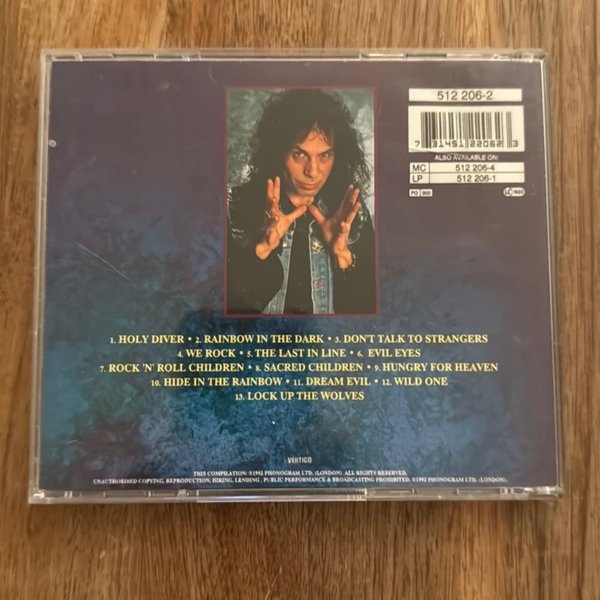 512 206-2
7 31451 22062 3
ALSO AVAILABLE ON:
MC 512 206-4
LP 512 206-1
PG 900
LC 1633
1. HOLY DIVER • 2. RAINBOW IN THE DARK • 3. DON'T TALK TO STRANGERS
4. WE ROCK • 5. THE LAST IN LINE • 6. EVIL EYES
7. ROCK 'N' ROLL CHILDREN • 8. SACRED CHILDREN • 9. HUNGRY FOR HEAVEN
10. HIDE IN THE RAINBOW • 11. DREAM EVIL • 12. WILD ONE
13. LOCK UP THE WOLVES
VERTIGO
THIS COMPILATION: ©1992 PHONOGRAM LTD. (LONDON). ALL RIGHTS RESERVED.
UNAUTHORISED COPYING, REPRODUCTION, HIRING, LENDING , PUBLIC PERFORMANCE & BROADCASTING PROHIBITED. ©1992 PHONOGRAM LTD. (LONDON).